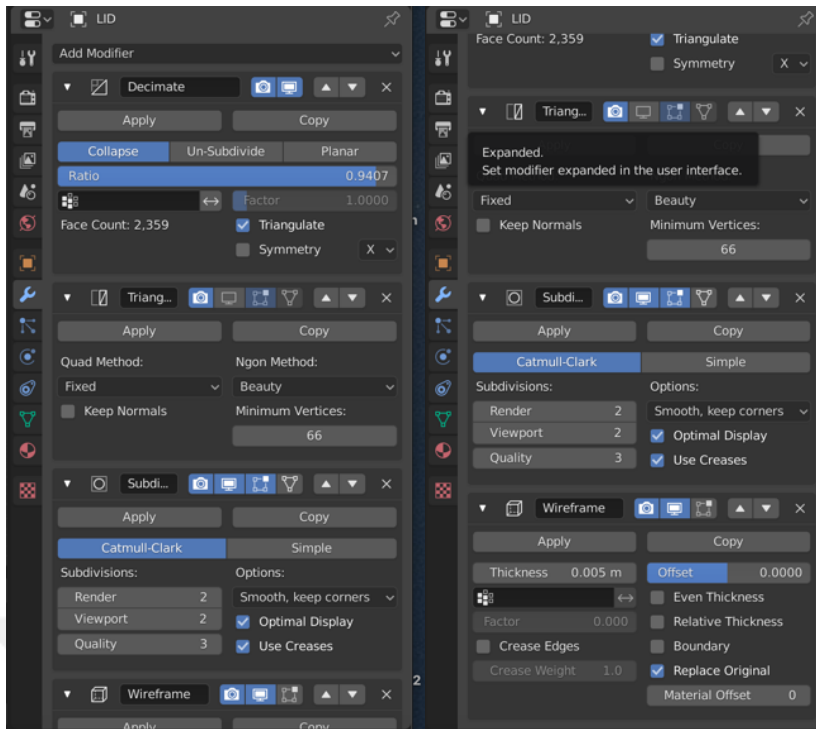 LID
Add Modifier
Decimate
Apply
Copy
Collapse
Un-Subdivide
Planar
Ratio 0.9407
Factor 1.0000
Face Count: 2,359
Triangulate
Symmetry
X
Triang...
Apply
Copy
Quad Method:
Ngon Method:
Fixed
Beauty
Keep Normals
Minimum Vertices:
66
Subdi...
Apply
Copy
Catmull-Clark
Simple
Subdivisions:
Options:
Render 2
Smooth, keep corners
Viewport 2
Optimal Display
Quality 3
Use Creases
Wireframe
Apply
Copy
2
LID
Face Count: 2,359
Triangulate
Symmetry
X
Triang...
Expanded.
Set modifier expanded in the user interface.
Fixed
Beauty
Keep Normals
Minimum Vertices:
66
Subdi...
Apply
Copy
Catmull-Clark
Simple
Subdivisions:
Options:
Render 2
Smooth, keep corners
Viewport 2
Optimal Display
Quality 3
Use Creases
Wireframe
Apply
Copy
Thickness 0.005 m
Offset 0.0000
Even Thickness
Factor 0.000
Relative Thickness
Crease Edges
Boundary
Crease Weight 1.0
Replace Original
Material Offset 0